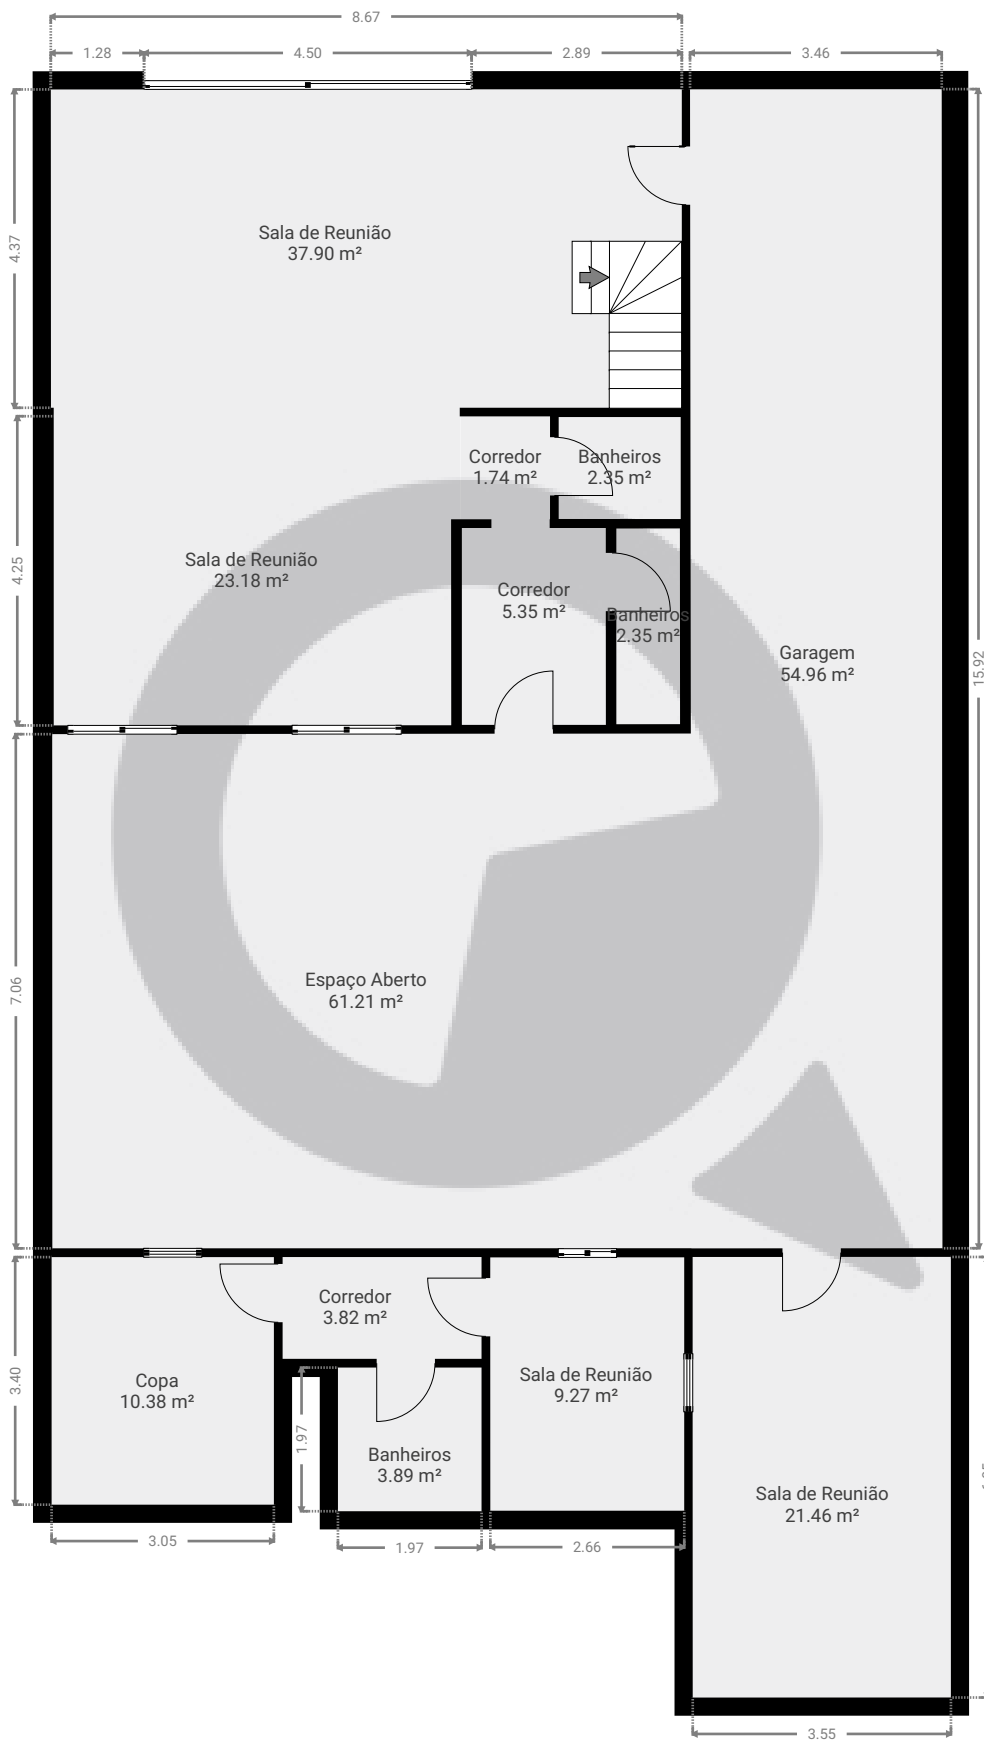 8.67
1.28
4.50
2.89
3.46
4.37
Sala de Reunião
37.90 m²
Corredor
1.74 m²
Banheiros
2.35 m²
4.25
Sala de Reunião
23.18 m²
Corredor
5.35 m²
Banheiros
2.35 m²
Garagem
54.96 m²
15.92
7.06
Espaço Aberto
61.21 m²
3.40
Corredor
3.82 m²
Copa
10.38 m²
Sala de Reunião
9.27 m²
1.97
Banheiros
3.89 m²
Sala de Reunião
21.46 m²
3.05
1.97
2.66
3.55